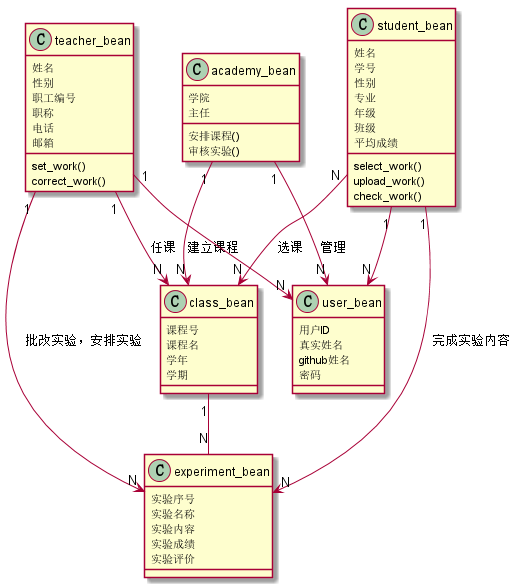 C teacher_bean
姓名
性别
职工编号
职称
电话
邮箱
set_work()
correct_work()
C academy_bean
学院
主任
安排课程()
审核实验()
C student_bean
姓名
学号
性别
专业
年级
班级
平均成绩
select_work()
upload_work()
check_work()
1
1
1
1
1
N
1
1
任课
建立课程
选课
管理
N
N
N
N
N
N
C class_bean
课程号
课程名
学年
学期
C user_bean
用户ID
真实姓名
github姓名
密码
批改实验，安排实验
完成实验内容
1
N
N
N
C experiment_bean
实验序号
实验名称
实验内容
实验成绩
实验评价